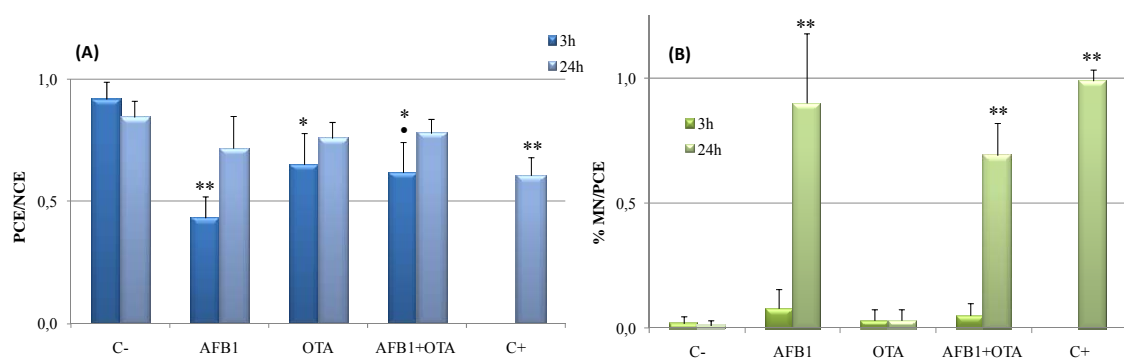 (A)
3h
24h
1,0
0,5
0,0
PCE/NCE
**
*
*
•
**
C-
AFB1
OTA
AFB1+OTA
C+
(B)
3h
24h
1,0
0,5
0,0
% MN/PCE
**
**
**
C-
AFB1
OTA
AFB1+OTA
C+